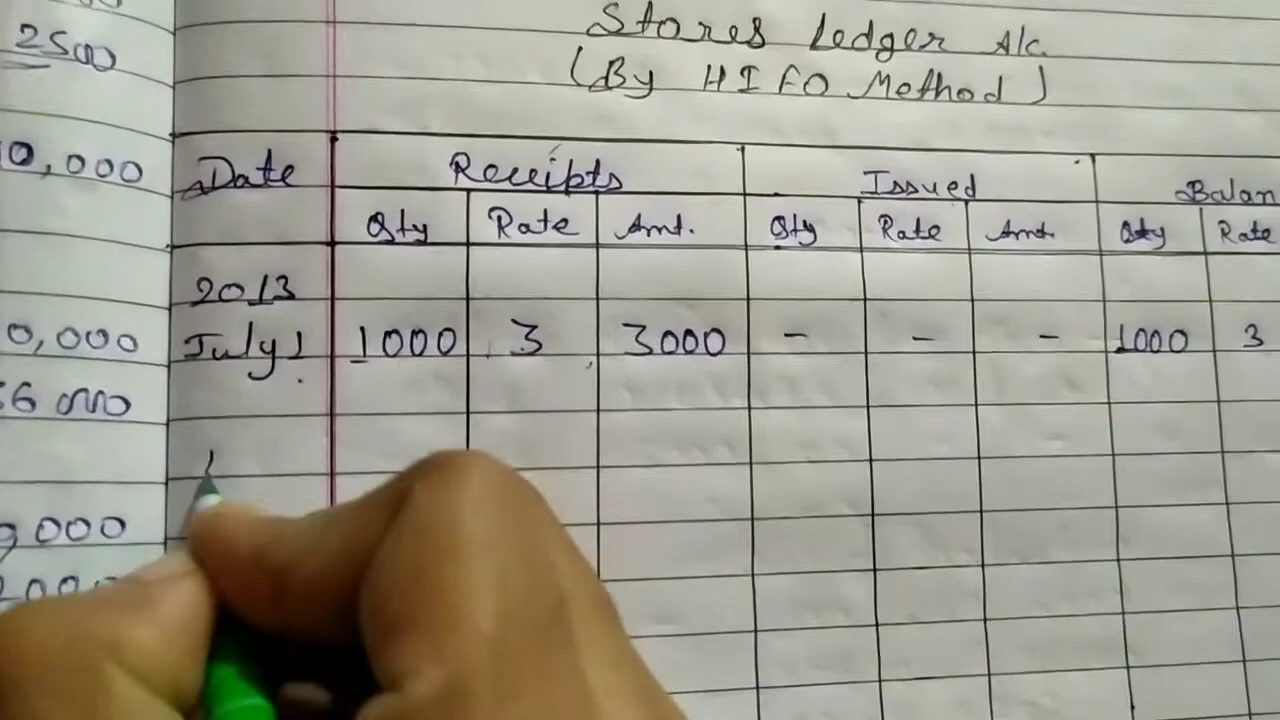 2500
Stores Ledger A/c.
(By HIFO Method)
0,000
Date Receipts Issued Balan
Qty Rate Amt. Qty Rate Amt. Qty Rate
2013
0,000 July 1 1000 3 3000 - - - 1000 3
000